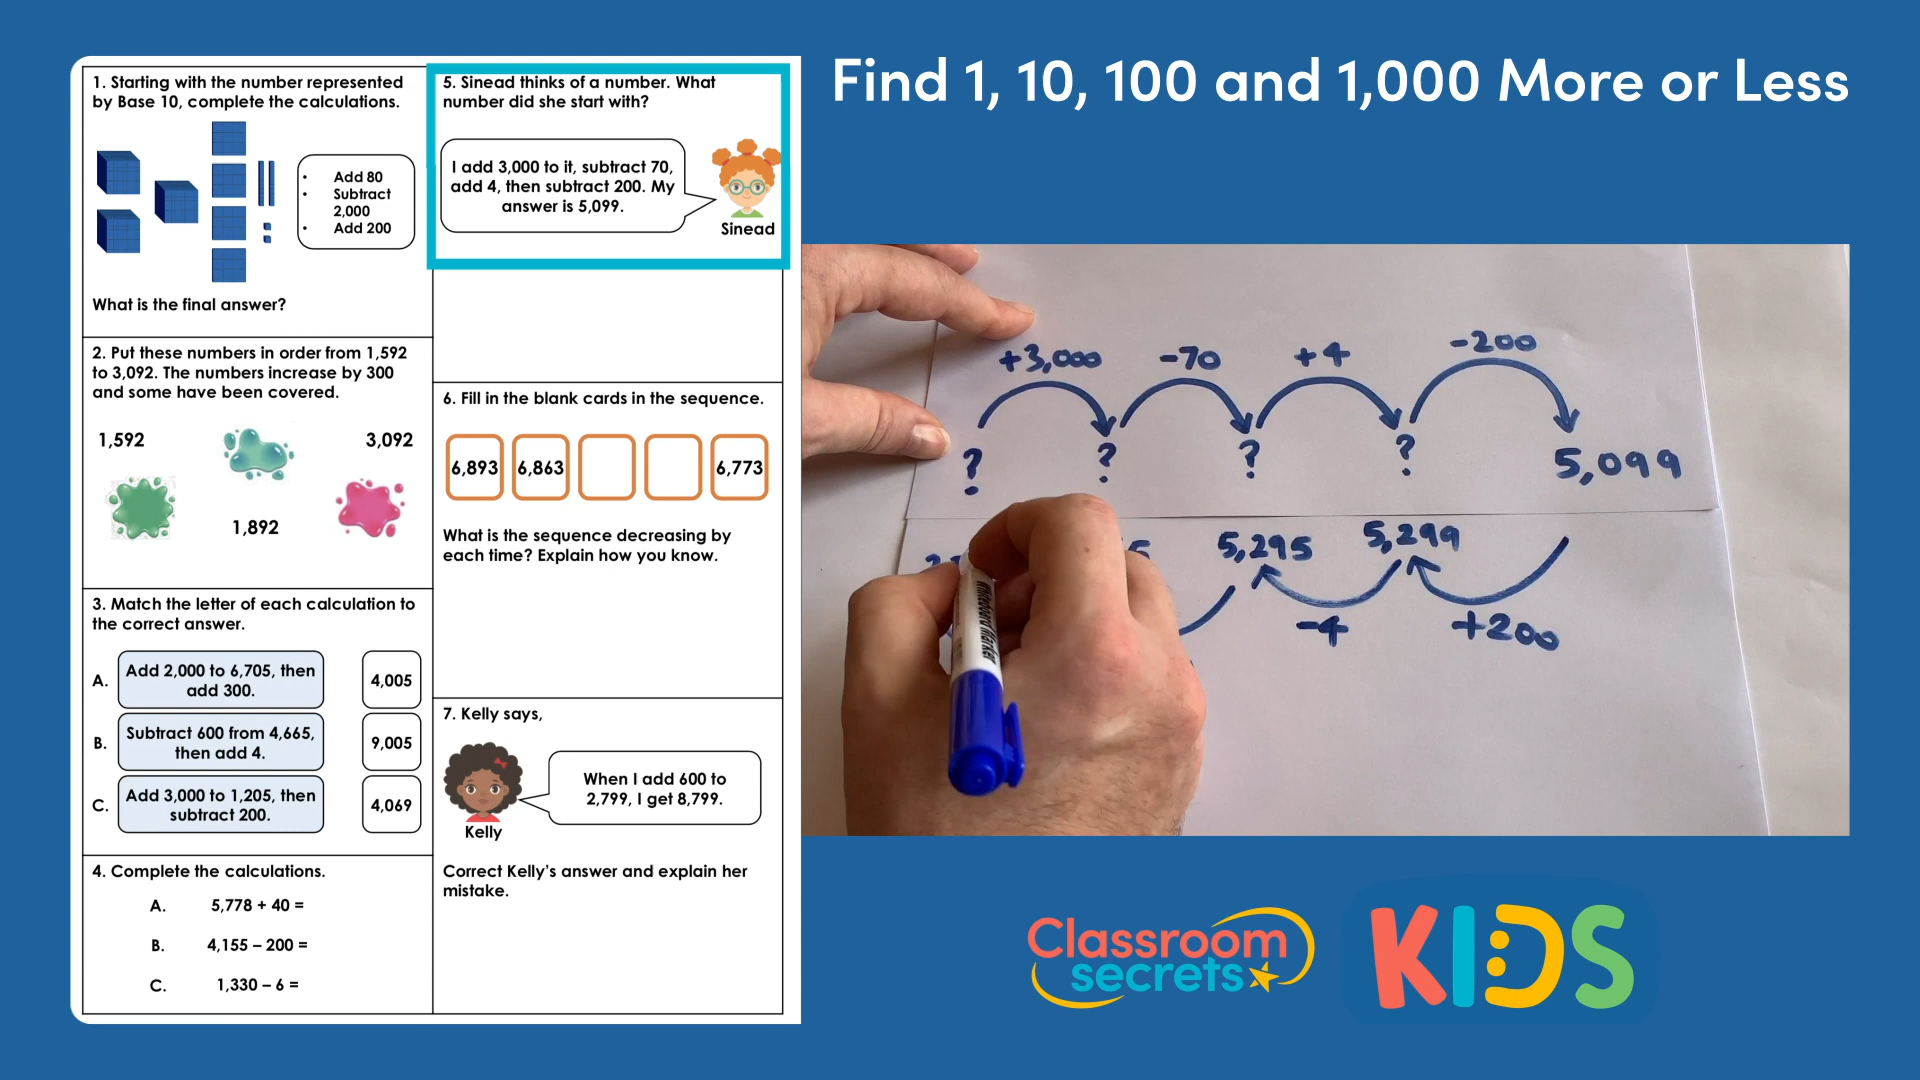 Find 1, 10, 100 and 1,000 More or Less
1. Starting with the number represented
by Base 10, complete the calculations.
• Add 80
• Subtract
2,000
• Add 200
What is the final answer?
2. Put these numbers in order from 1,592
to 3,092. The numbers increase by 300
and some have been covered.
1,592
3,092
1,892
3. Match the letter of each calculation to
the correct answer.
A. Add 2,000 to 6,705, then
add 300.
4,005
B. Subtract 600 from 4,665,
then add 4.
9,005
C. Add 3,000 to 1,205, then
subtract 200.
4,069
4. Complete the calculations.
A. 5,778 + 40 =
B. 4,155 – 200 =
C. 1,330 – 6 =
5. Sinead thinks of a number. What
number did she start with?
I add 3,000 to it, subtract 70,
add 4, then subtract 200. My
answer is 5,099.
Sinead
6. Fill in the blank cards in the sequence.
6,893 6,863 6,773
What is the sequence decreasing by
each time? Explain how you know.
7. Kelly says,
When I add 600 to
2,799, I get 8,799.
Kelly
Correct Kelly's answer and explain her
mistake.
+3,000 -70 +4 -200
? ? ? ? 5,099
5,295 5,299
-4 +200
whiteboard marker
Classroom
secrets
KIDS